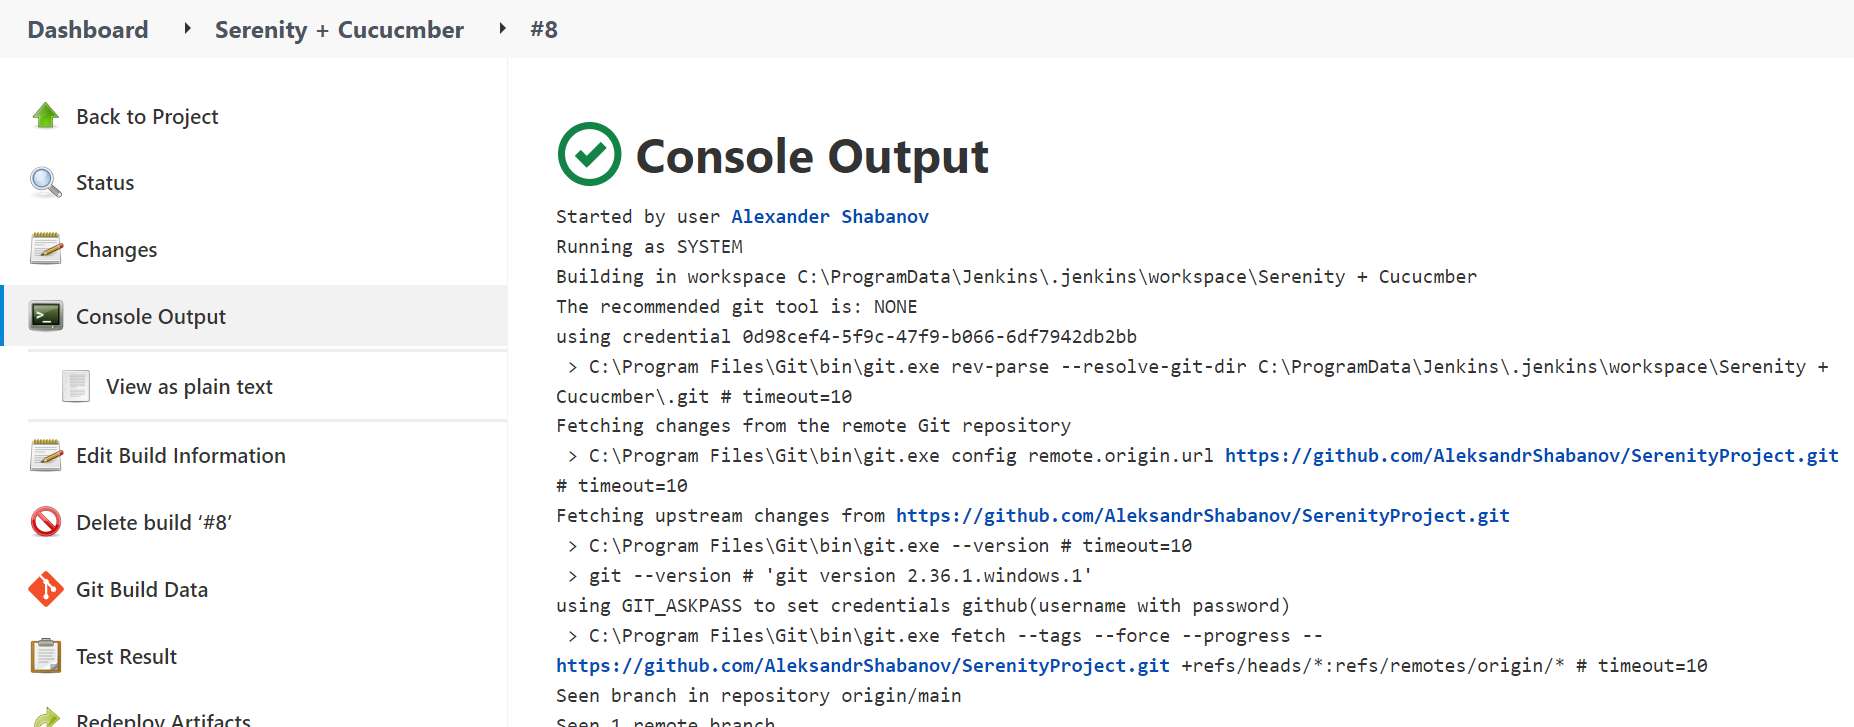 Dashboard
Serenity + Cucucmber
#8
Back to Project
Status
Changes
Console Output
View as plain text
Edit Build Information
Delete build ‘#8’
Git Build Data
Test Result
Redeploy Artifacts
Console Output
Started by user Alexander Shabanov
Running as SYSTEM
Building in workspace C:\ProgramData\Jenkins\.jenkins\workspace\Serenity + Cucucmber
The recommended git tool is: NONE
using credential 0d98cef4-5f9c-47f9-b066-6df7942db2bb
> C:\Program Files\Git\bin\git.exe rev-parse --resolve-git-dir C:\ProgramData\Jenkins\.jenkins\workspace\Serenity +
Cucucmber\.git # timeout=10
Fetching changes from the remote Git repository
> C:\Program Files\Git\bin\git.exe config remote.origin.url https://github.com/AleksandrShabanov/SerenityProject.git
# timeout=10
Fetching upstream changes from https://github.com/AleksandrShabanov/SerenityProject.git
> C:\Program Files\Git\bin\git.exe --version # timeout=10
> git --version # 'git version 2.36.1.windows.1'
using GIT_ASKPASS to set credentials github(username with password)
> C:\Program Files\Git\bin\git.exe fetch --tags --force --progress --
https://github.com/AleksandrShabanov/SerenityProject.git +refs/heads/*:refs/remotes/origin/* # timeout=10
Seen branch in repository origin/main
Seen 1 remote branch